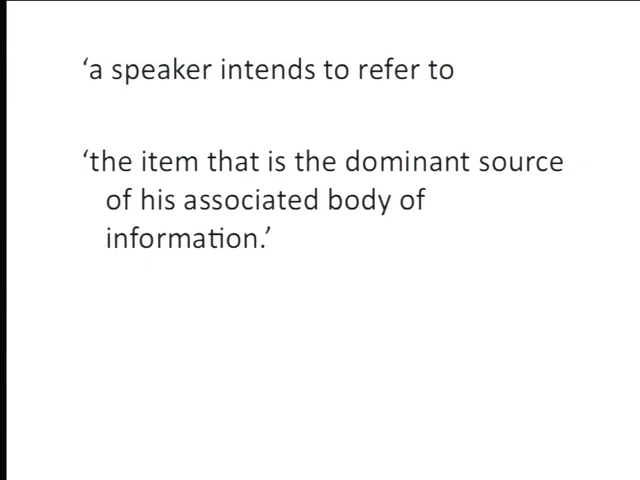 ‘a speaker intends to refer to
‘the item that is the dominant source
of his associated body of
information.’